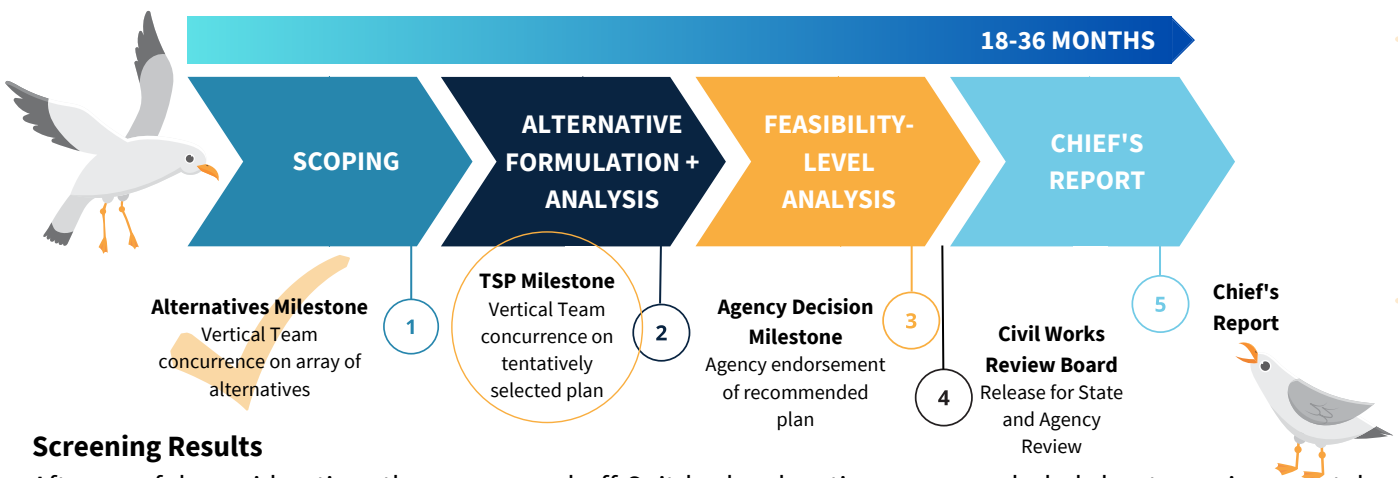 18-36 MONTHS
SCOPING
ALTERNATIVE
FORMULATION +
ANALYSIS
FEASIBILITY-
LEVEL
ANALYSIS
CHIEF'S
REPORT
Alternatives Milestone
Vertical Team
concurrence on array of
alternatives
1
TSP Milestone
Vertical Team
concurrence on
tentatively
selected plan
2
Agency Decision
Milestone
Agency endorsement
of recommended
plan
3
4
Civil Works
Review Board
Release for State
and Agency
Review
5
Chief's
Report
Screening Results